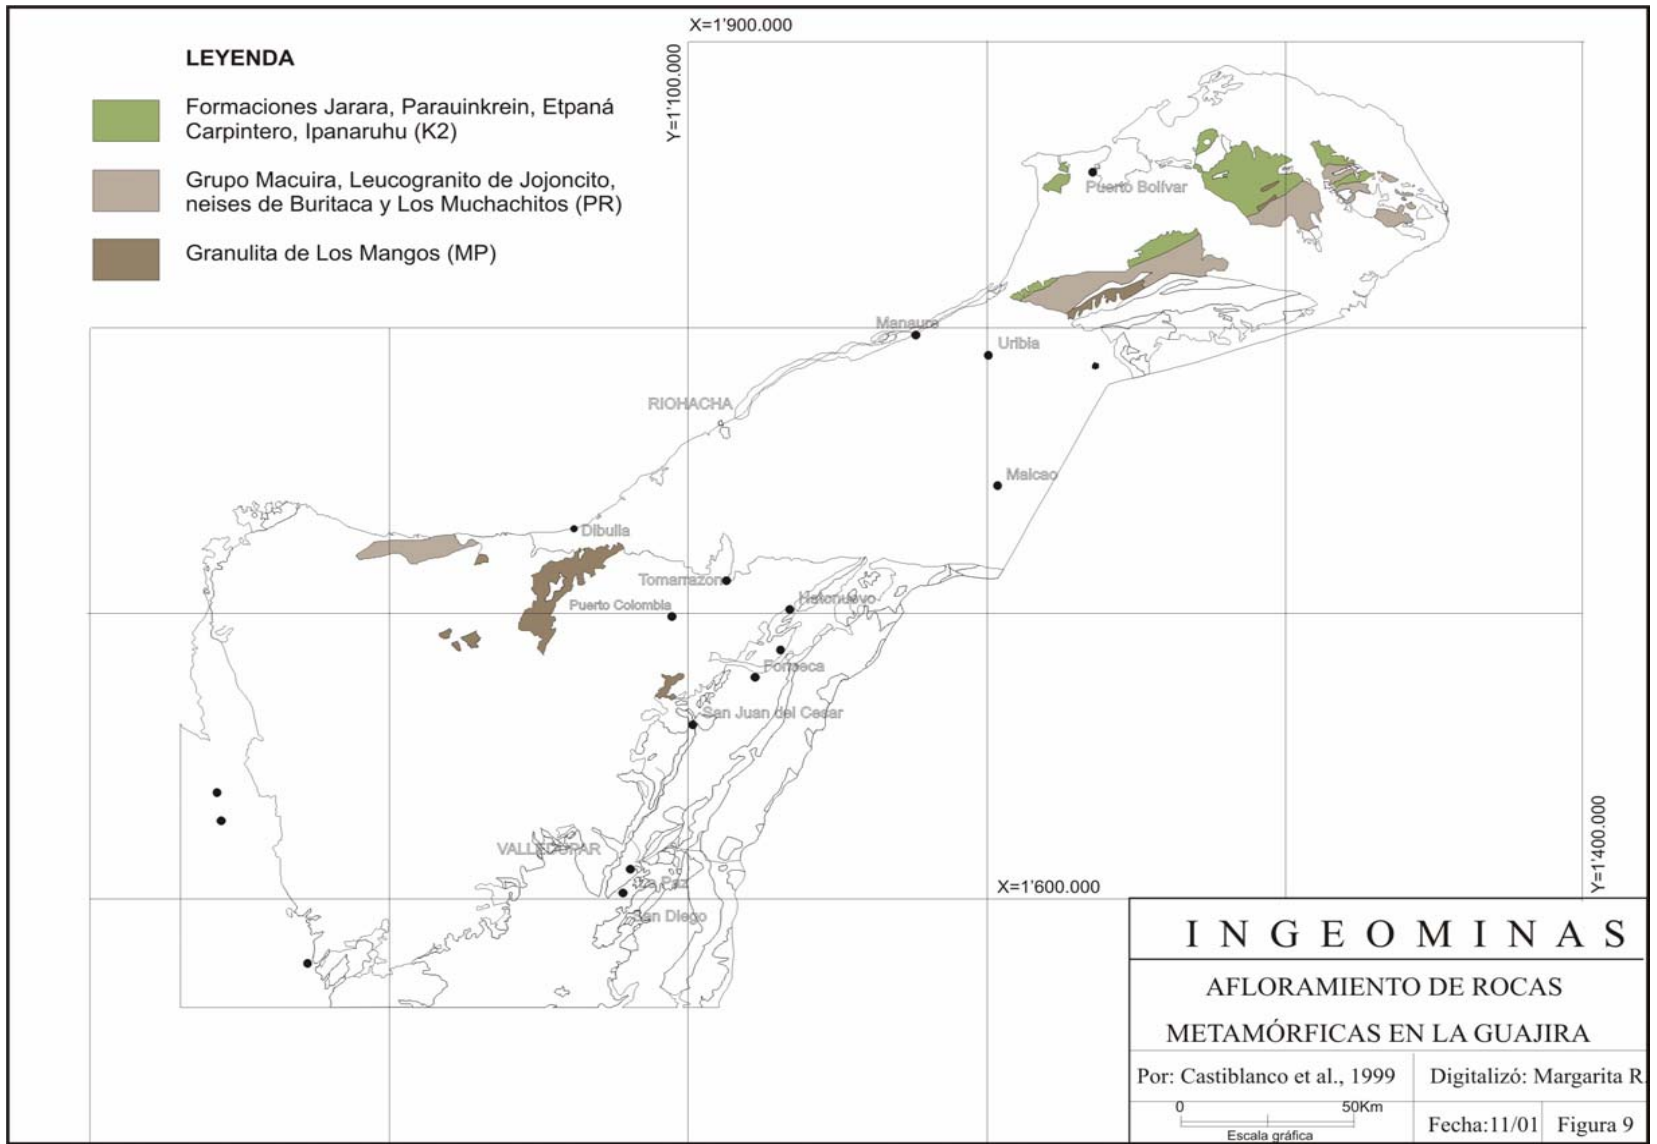 X=1'900.000
Y=1'100.000
LEYENDA
Formaciones Jarara, Parauinkrein, Etpaná
Carpintero, Ipanaruhu (K2)
Grupo Macuira, Leucogranito de Jojoncito,
neises de Buritaca y Los Muchachitos (PR)
Granulita de Los Mangos (MP)
Puerto Bolívar
Manaure
Uribia
RIOHACHA
Maicao
Dibulla
Tomarrazon
Puerto Colombia
Hatonuevo
Fonseca
San Juan del Cesar
VALLEDUPAR
La Paz
San Diego
X=1'600.000
Y=1'400.000
INGEOMINAS
AFLORAMIENTO DE ROCAS
METAMÓRFICAS EN LA GUAJIRA
Por: Castiblanco et al., 1999
Digitalizó: Margarita R.
0 50Km
Escala gráfica
Fecha:11/01
Figura 9